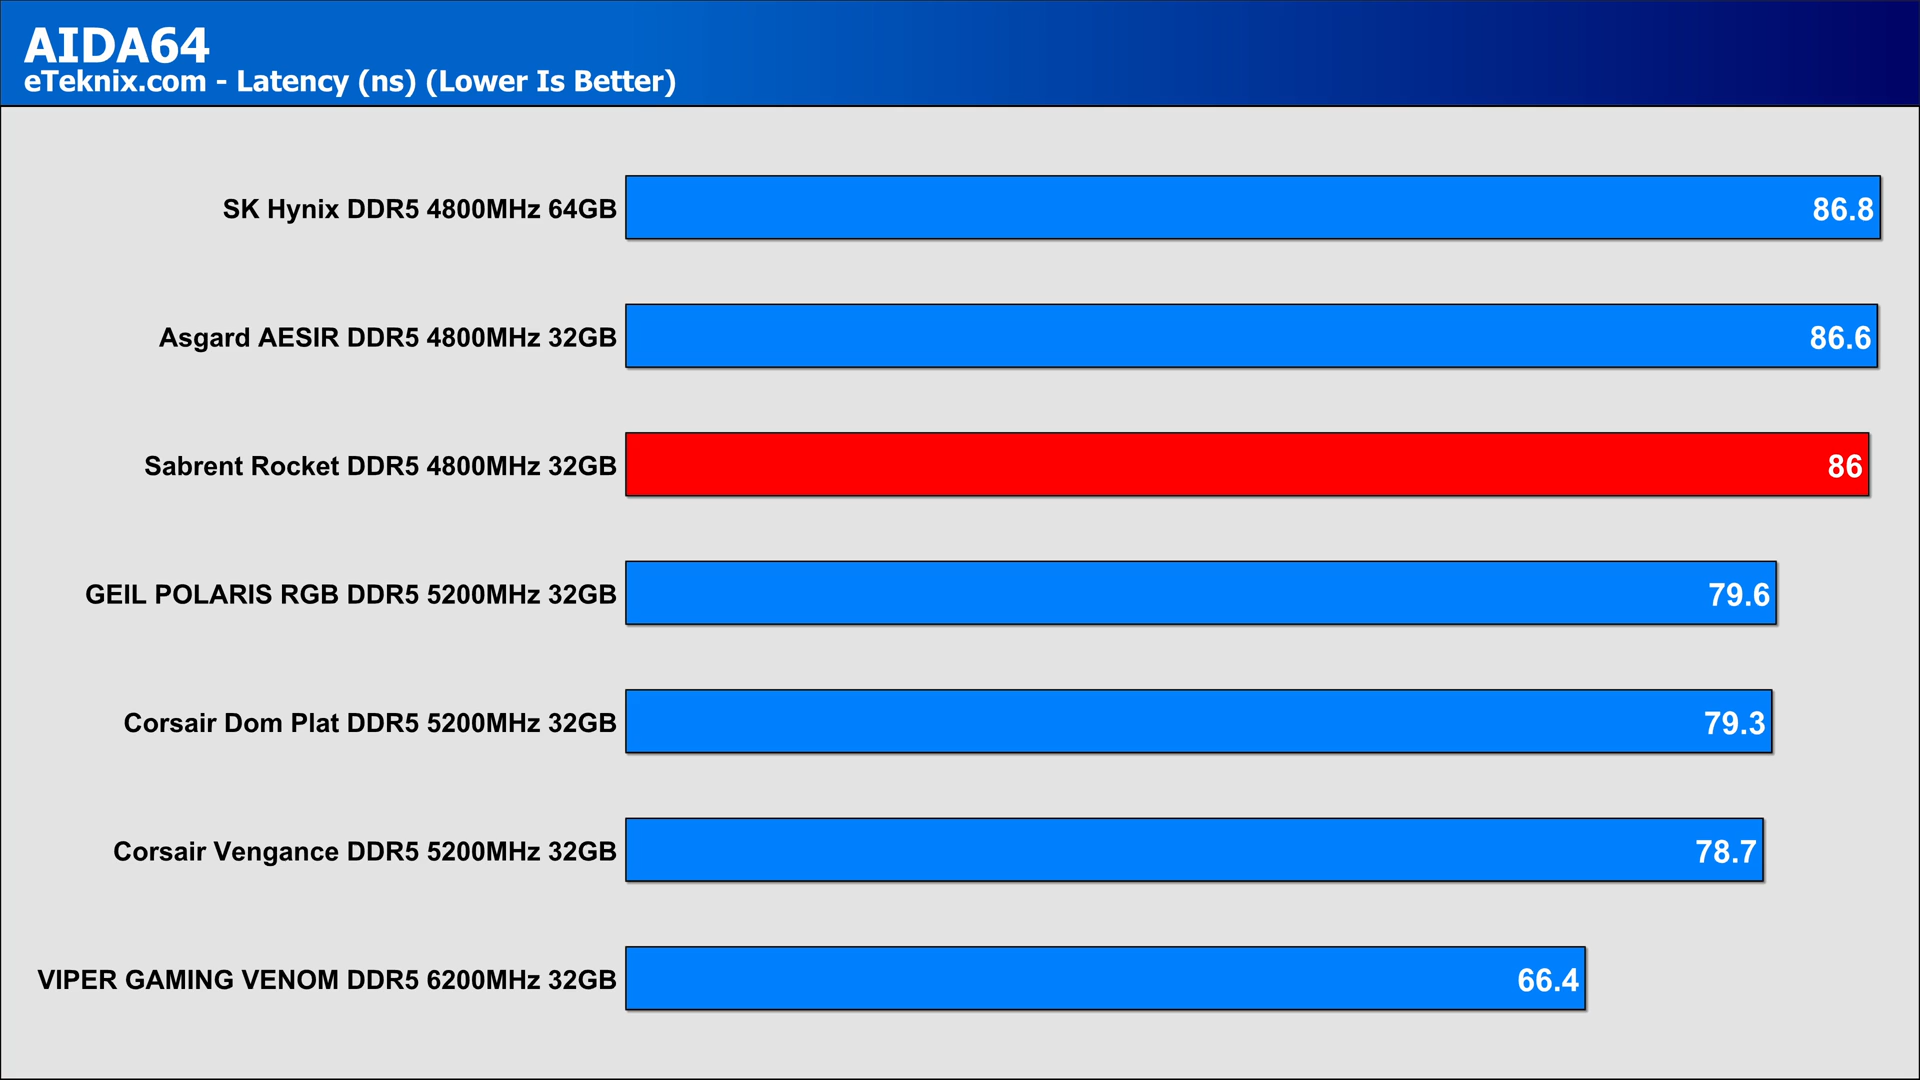 AIDA64
eTeknix.com - Latency (ns) (Lower Is Better)
SK Hynix DDR5 4800MHz 64GB 86.8
Asgard AESIR DDR5 4800MHz 32GB 86.6
Sabrent Rocket DDR5 4800MHz 32GB 86
GEIL POLARIS RGB DDR5 5200MHz 32GB 79.6
Corsair Dom Plat DDR5 5200MHz 32GB 79.3
Corsair Vengance DDR5 5200MHz 32GB 78.7
VIPER GAMING VENOM DDR5 6200MHz 32GB 66.4